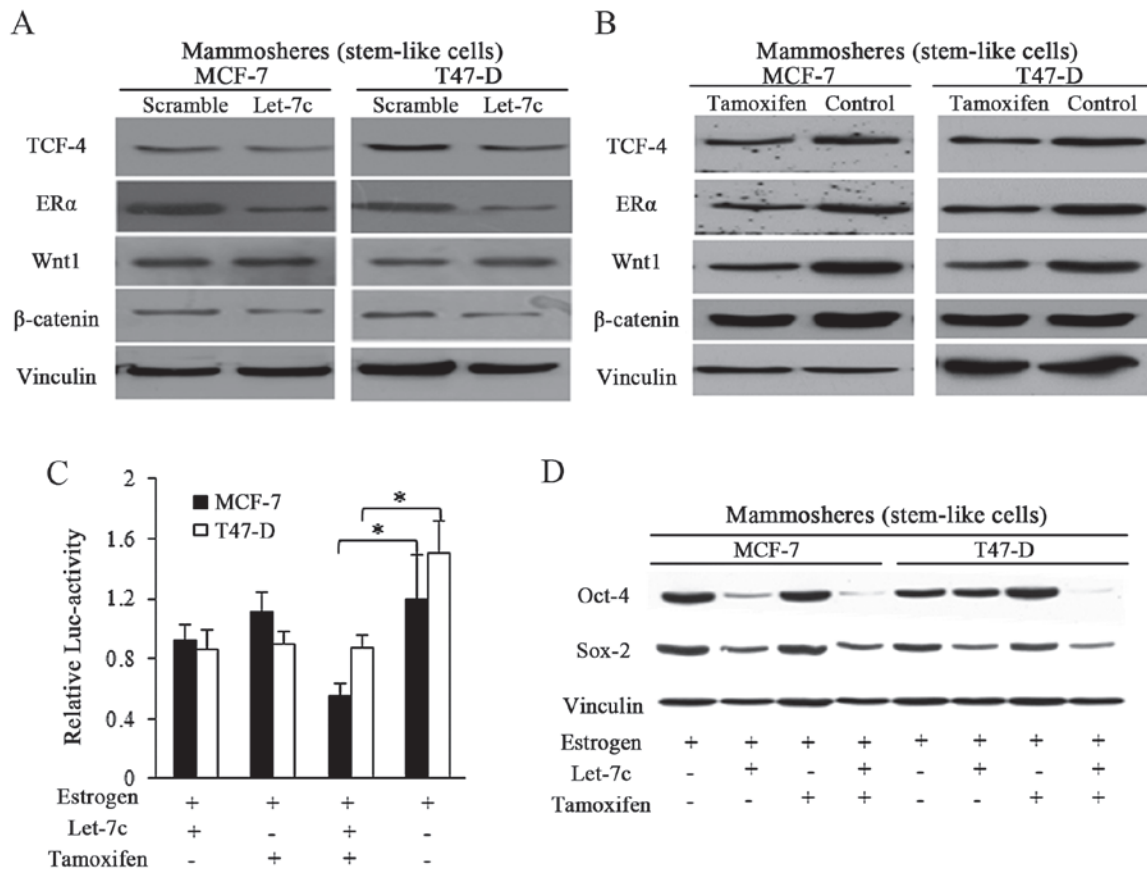 A
Mammosheres (stem-like cells)
MCF-7 T47-D
Scramble Let-7c Scramble Let-7c
TCF-4
ERα
Wnt1
β-catenin
Vinculin
B
Mammosheres (stem-like cells)
MCF-7 T47-D
Tamoxifen Control Tamoxifen Control
TCF-4
ERα
Wnt1
β-catenin
Vinculin
C
Relative Luc-activity
2
1.6
1.2
0.8
0.4
0
MCF-7
T47-D
* *
Estrogen + + + +
Let-7c + - + -
Tamoxifen - + + -
D
Mammosheres (stem-like cells)
MCF-7 T47-D
Oct-4
Sox-2
Vinculin
Estrogen + + + + + + + +
Let-7c - + - + - + - +
Tamoxifen - - + + - - + +